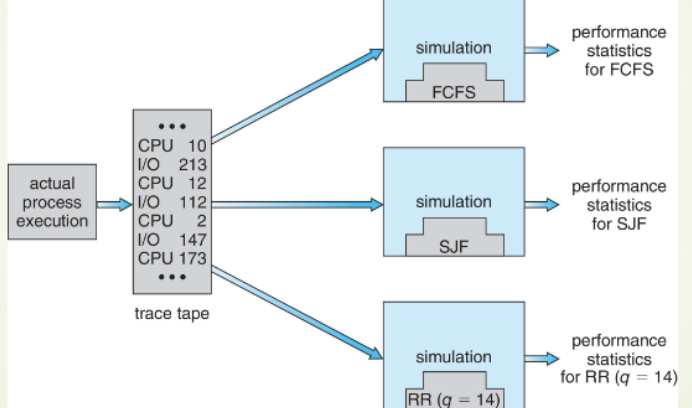 actual
process
execution
• • •
CPU 10
I/O 213
CPU 12
I/O 112
CPU 2
I/O 147
CPU 173
• • •
trace tape
simulation
FCFS
performance
statistics
for FCFS
simulation
SJF
performance
statistics
for SJF
simulation
RR (q = 14)
performance
statistics
for RR (q = 14)